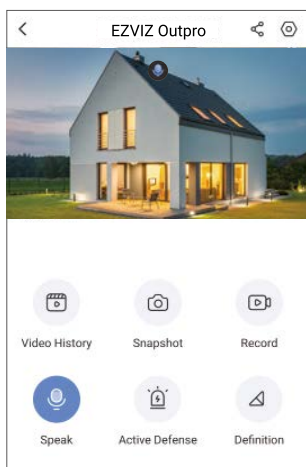 EZVIZ Outpro
Video History
Snapshot
Record
Speak
Active Defense
Definition